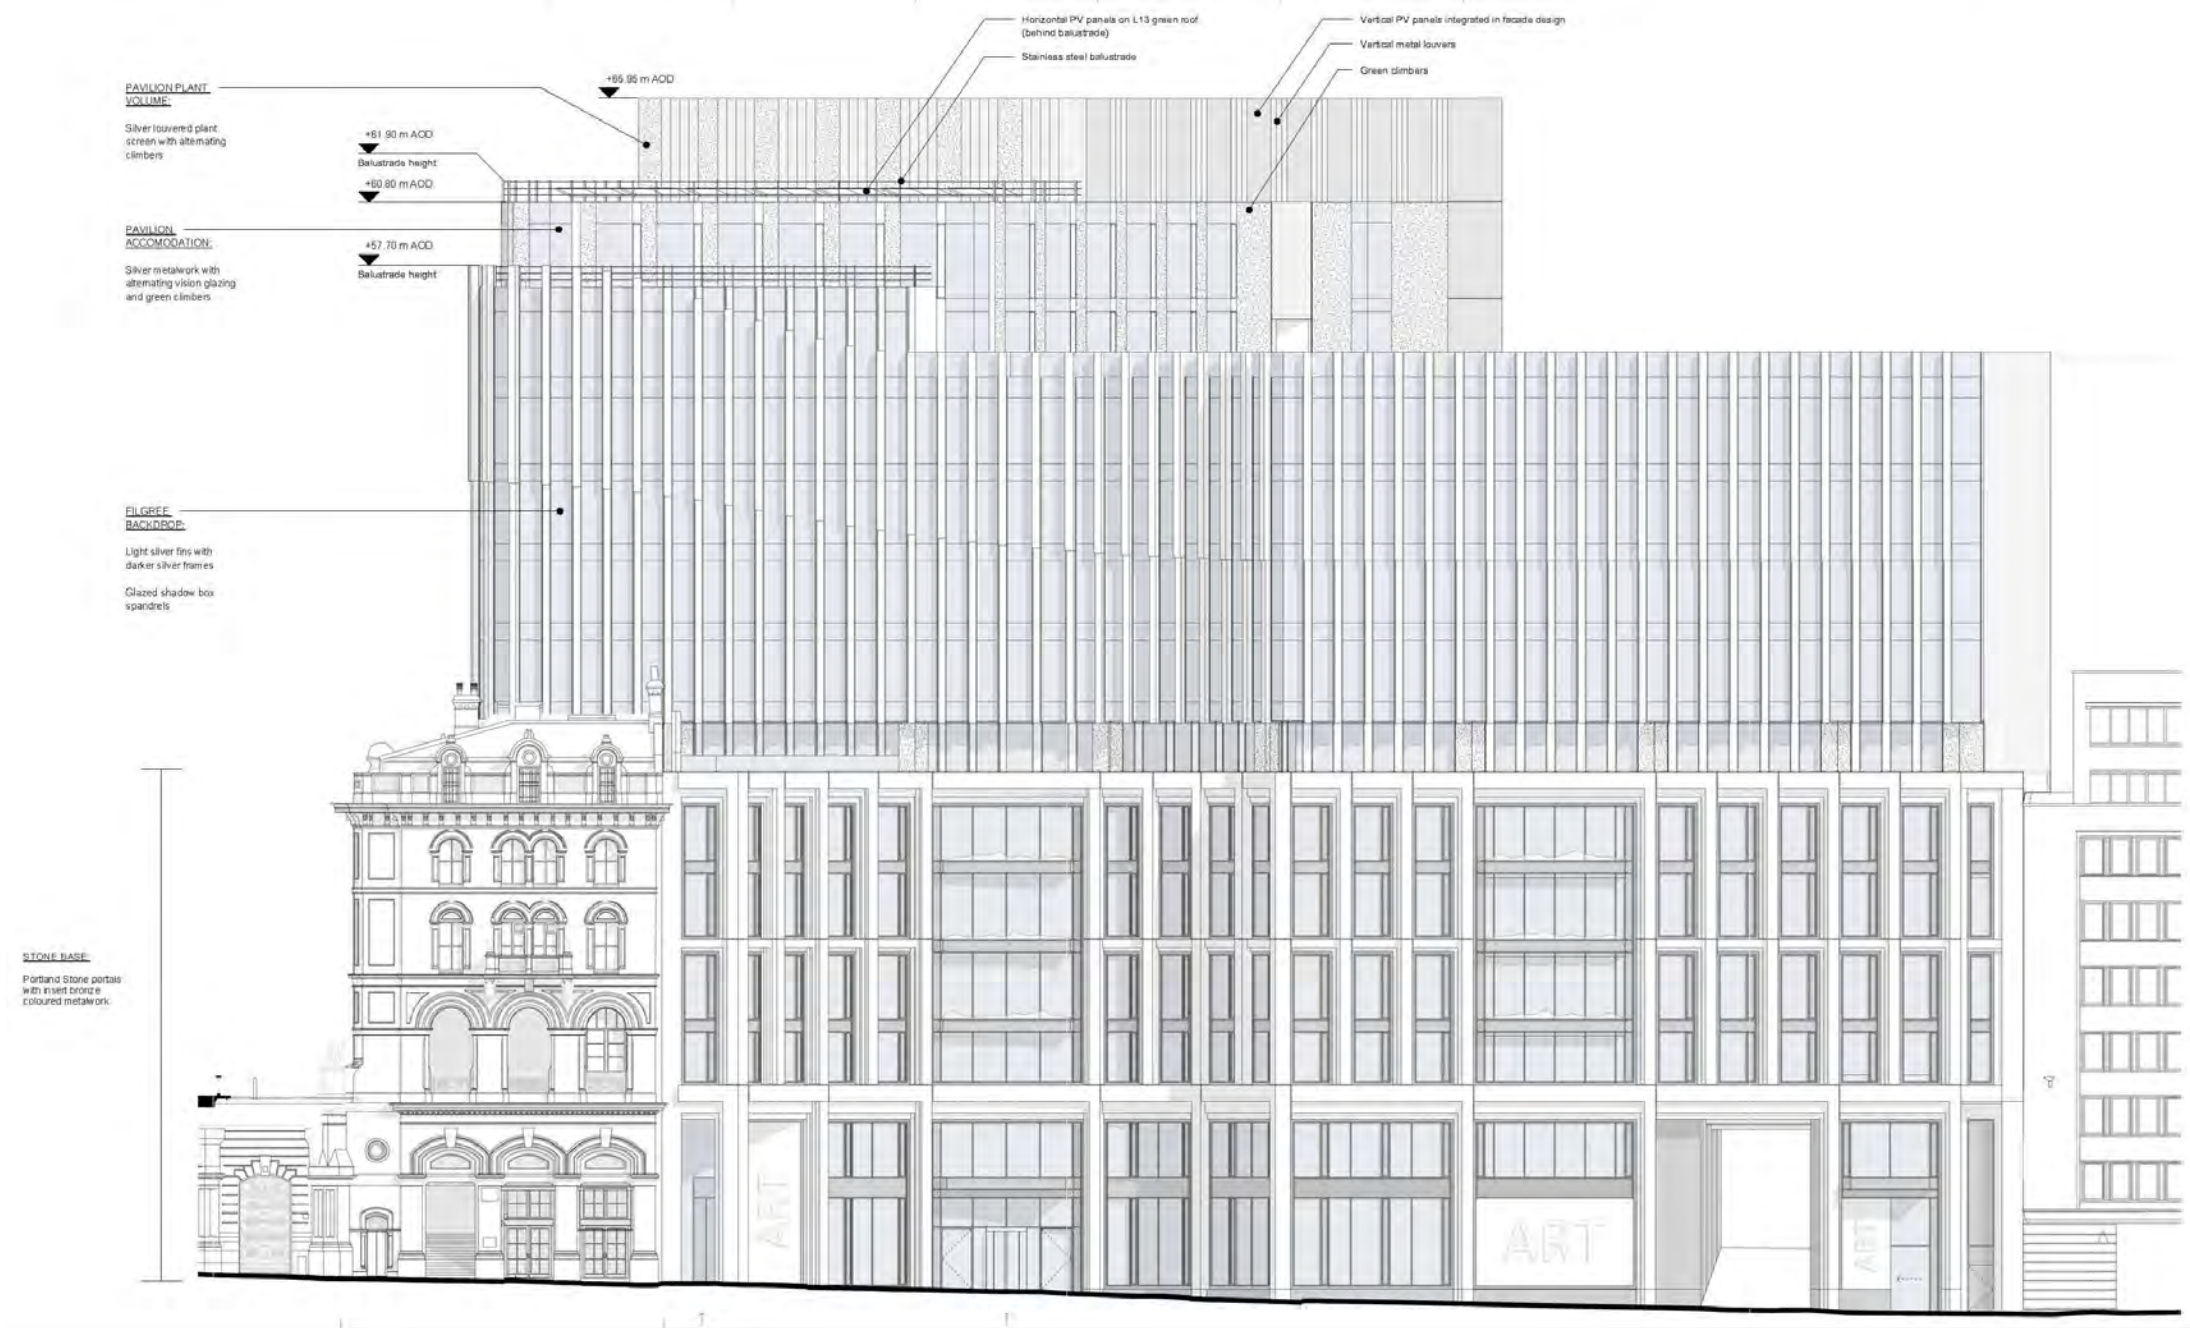 Horizontal PV panels on L13 green roof
(behind balustrade)
Stainless steel balustrade
Vertical PV panels integrated in facade design
Vertical metal louvers
Green climbers
+65.95 m AOD
PAVILION PLANT
VOLUME:
Silver louvered plant
screen with alternating
climbers
+61.90 m AOD
Balustrade height
+60.80 m AOD
PAVILION
ACCOMODATION:
Silver metalwork with
alternating vision glazing
and green climbers
+57.70 m AOD
Balustrade height
FILGREE
BACKDROP:
Light silver fins with
darker silver frames
Glazed shadow box
spandrels
STONE BASE:
Portland Stone portals
with insert bronze
coloured metalwork
ART
ART
ART